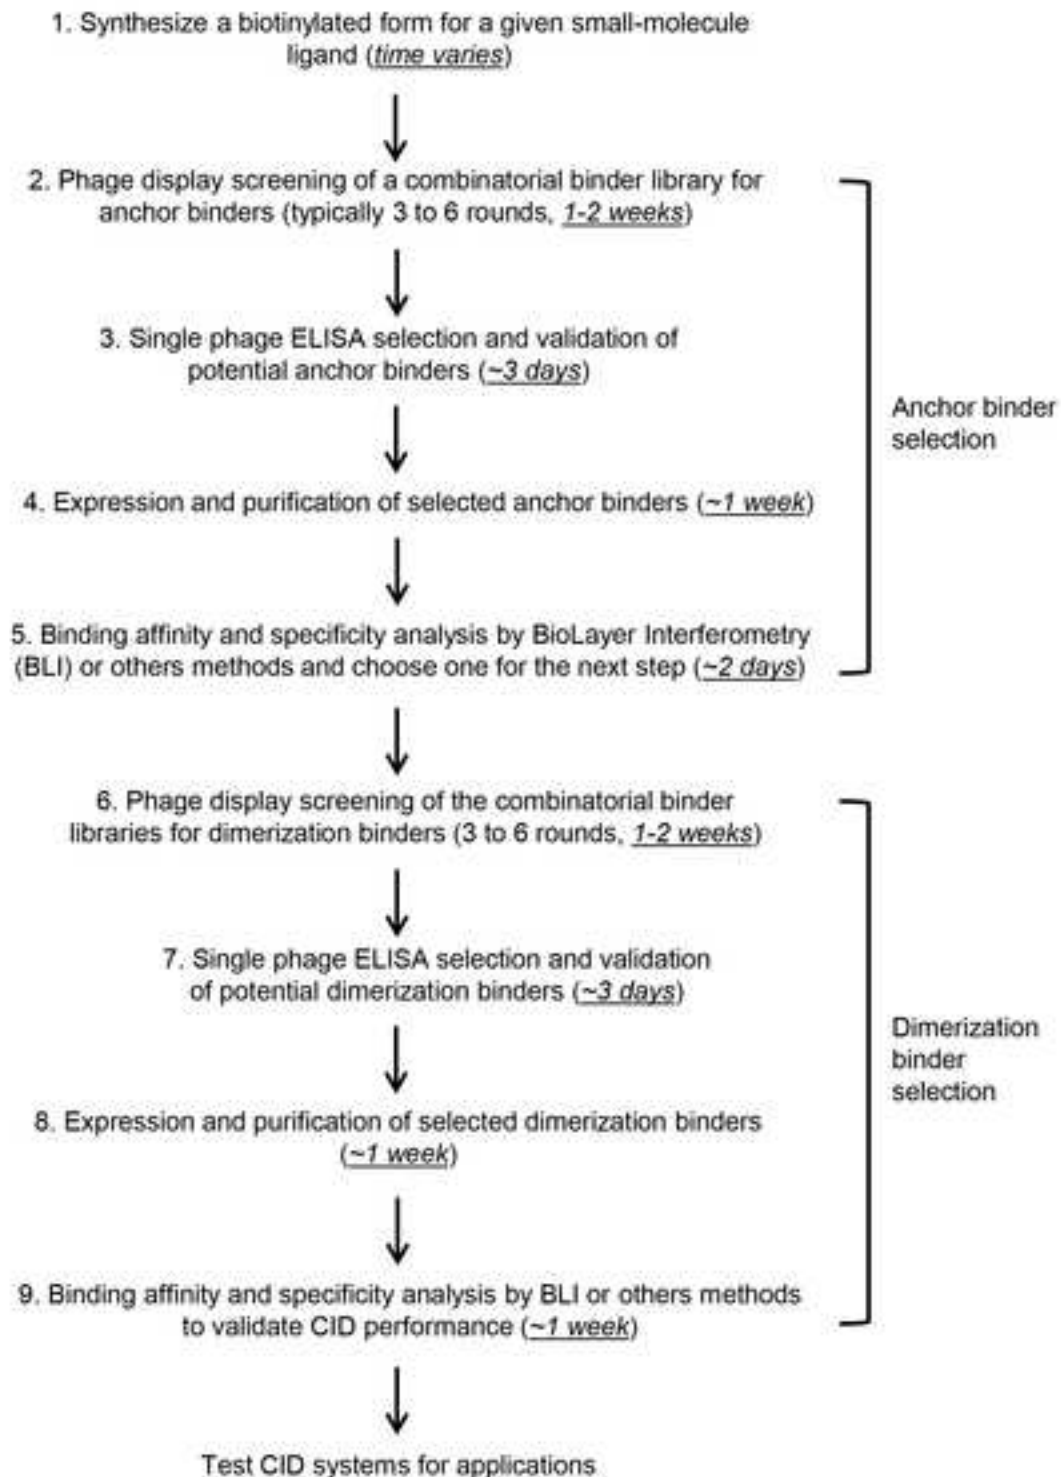 1. Synthesize a biotinylated form for a given small-molecule
ligand (time varies)
2. Phage display screening of a combinatorial binder library for
anchor binders (typically 3 to 6 rounds, 1-2 weeks)
3. Single phage ELISA selection and validation of
potential anchor binders (~3 days)
Anchor binder
selection
4. Expression and purification of selected anchor binders (~1 week)
5. Binding affinity and specificity analysis by BioLayer Interferometry
(BLI) or others methods and choose one for the next step (~2 days)
6. Phage display screening of the combinatorial binder
libraries for dimerization binders (3 to 6 rounds, 1-2 weeks)
7. Single phage ELISA selection and validation
of potential dimerization binders (~3 days)
Dimerization
binder
selection
8. Expression and purification of selected dimerization binders
(~1 week)
9. Binding affinity and specificity analysis by BLI or others methods
to validate CID performance (~1 week)
Test CID systems for applications